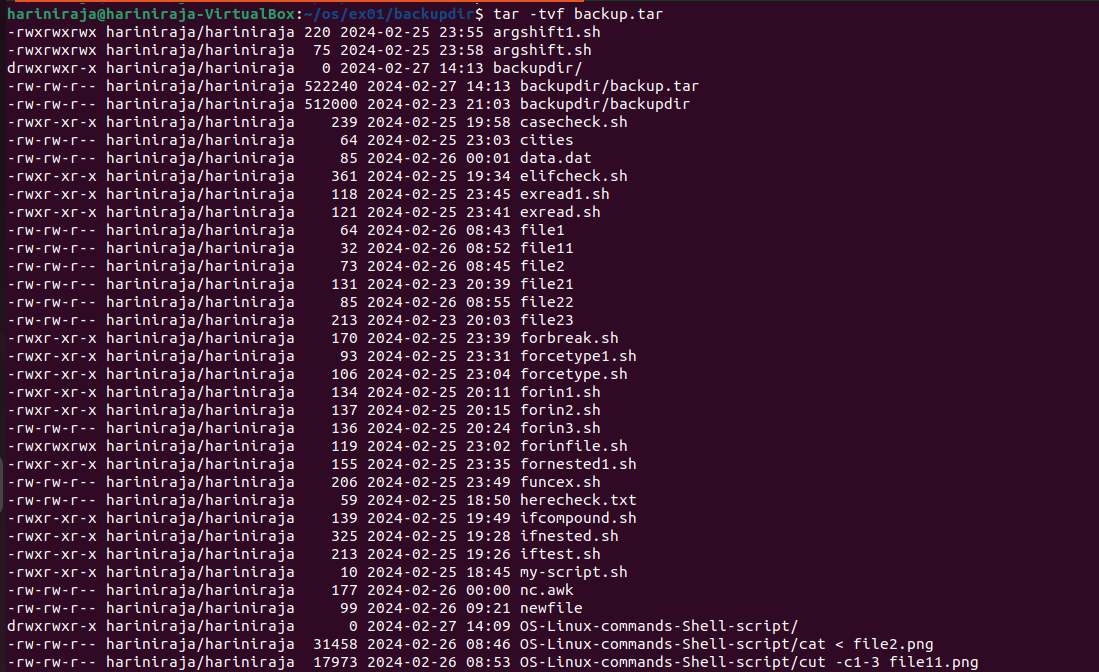 hariniraja@hariniraja-VirtualBox:~/os/ex01/backupdir$ tar -tvf backup.tar
-rwxrwxrwx hariniraja/hariniraja 220 2024-02-25 23:55 argshift1.sh
-rwxrwxrwx hariniraja/hariniraja  75 2024-02-25 23:58 argshift.sh
drwxrwxr-x hariniraja/hariniraja   0 2024-02-27 14:13 backupdir/
-rw-rw-r-- hariniraja/hariniraja 522240 2024-02-27 14:13 backupdir/backup.tar
-rw-rw-r-- hariniraja/hariniraja 512000 2024-02-23 21:03 backupdir/backupdir
-rwxr-xr-x hariniraja/hariniraja    239 2024-02-25 19:58 casecheck.sh
-rw-rw-r-- hariniraja/hariniraja     64 2024-02-25 23:03 cities
-rw-rw-r-- hariniraja/hariniraja     85 2024-02-26 00:01 data.dat
-rwxr-xr-x hariniraja/hariniraja    361 2024-02-25 19:34 elifcheck.sh
-rwxr-xr-x hariniraja/hariniraja    118 2024-02-25 23:45 exread1.sh
-rwxr-xr-x hariniraja/hariniraja    121 2024-02-25 23:41 exread.sh
-rw-rw-r-- hariniraja/hariniraja     64 2024-02-26 08:43 file1
-rw-rw-r-- hariniraja/hariniraja     32 2024-02-26 08:52 file11
-rw-rw-r-- hariniraja/hariniraja     73 2024-02-26 08:45 file2
-rw-rw-r-- hariniraja/hariniraja    131 2024-02-23 20:39 file21
-rw-rw-r-- hariniraja/hariniraja     85 2024-02-26 08:55 file22
-rw-rw-r-- hariniraja/hariniraja    213 2024-02-23 20:03 file23
-rwxr-xr-x hariniraja/hariniraja    170 2024-02-25 23:39 forbreak.sh
-rwxr-xr-x hariniraja/hariniraja     93 2024-02-25 23:31 forcetype1.sh
-rwxr-xr-x hariniraja/hariniraja    106 2024-02-25 23:04 forcetype.sh
-rwxr-xr-x hariniraja/hariniraja    134 2024-02-25 20:11 forin1.sh
-rwxr-xr-x hariniraja/hariniraja    137 2024-02-25 20:15 forin2.sh
-rw-rw-r-- hariniraja/hariniraja    136 2024-02-25 20:24 forin3.sh
-rwxrwxrwx hariniraja/hariniraja    119 2024-02-25 23:02 forinfile.sh
-rwxr-xr-x hariniraja/hariniraja    155 2024-02-25 23:35 fornested1.sh
-rw-rw-r-- hariniraja/hariniraja    206 2024-02-25 23:49 funcex.sh
-rw-rw-r-- hariniraja/hariniraja     59 2024-02-25 18:50 herecheck.txt
-rwxr-xr-x hariniraja/hariniraja    139 2024-02-25 19:49 ifcompound.sh
-rwxr-xr-x hariniraja/hariniraja    325 2024-02-25 19:28 ifnested.sh
-rwxr-xr-x hariniraja/hariniraja    213 2024-02-25 19:26 iftest.sh
-rwxr-xr-x hariniraja/hariniraja     10 2024-02-25 18:45 my-script.sh
-rw-rw-r-- hariniraja/hariniraja    177 2024-02-26 00:00 nc.awk
-rw-rw-r-- hariniraja/hariniraja     99 2024-02-26 09:21 newfile
drwxrwxr-x hariniraja/hariniraja      0 2024-02-27 14:09 OS-Linux-commands-Shell-script/
-rw-rw-r-- hariniraja/hariniraja  31458 2024-02-26 08:46 OS-Linux-commands-Shell-script/cat < file2.png
-rw-rw-r-- hariniraja/hariniraja  17973 2024-02-26 08:53 OS-Linux-commands-Shell-script/cut -c1-3 file11.png